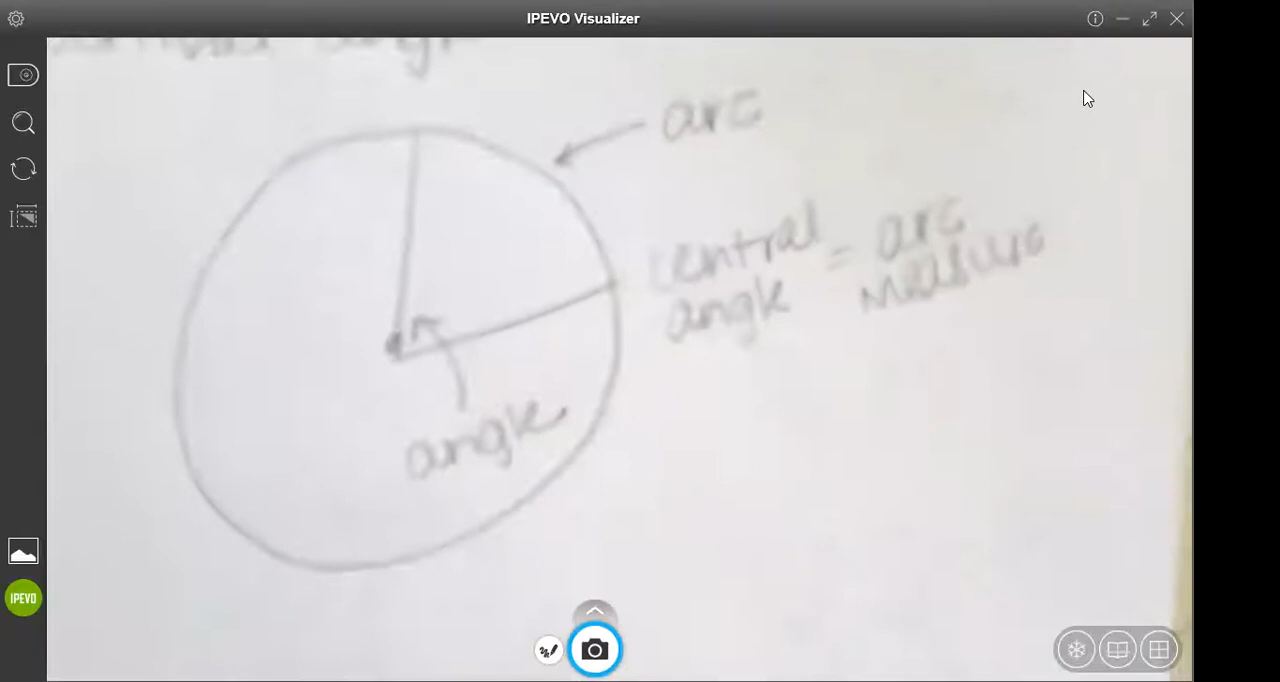 IPEVO Visualizer
arc
central
angle
= arc
measure
angle
IPEVO